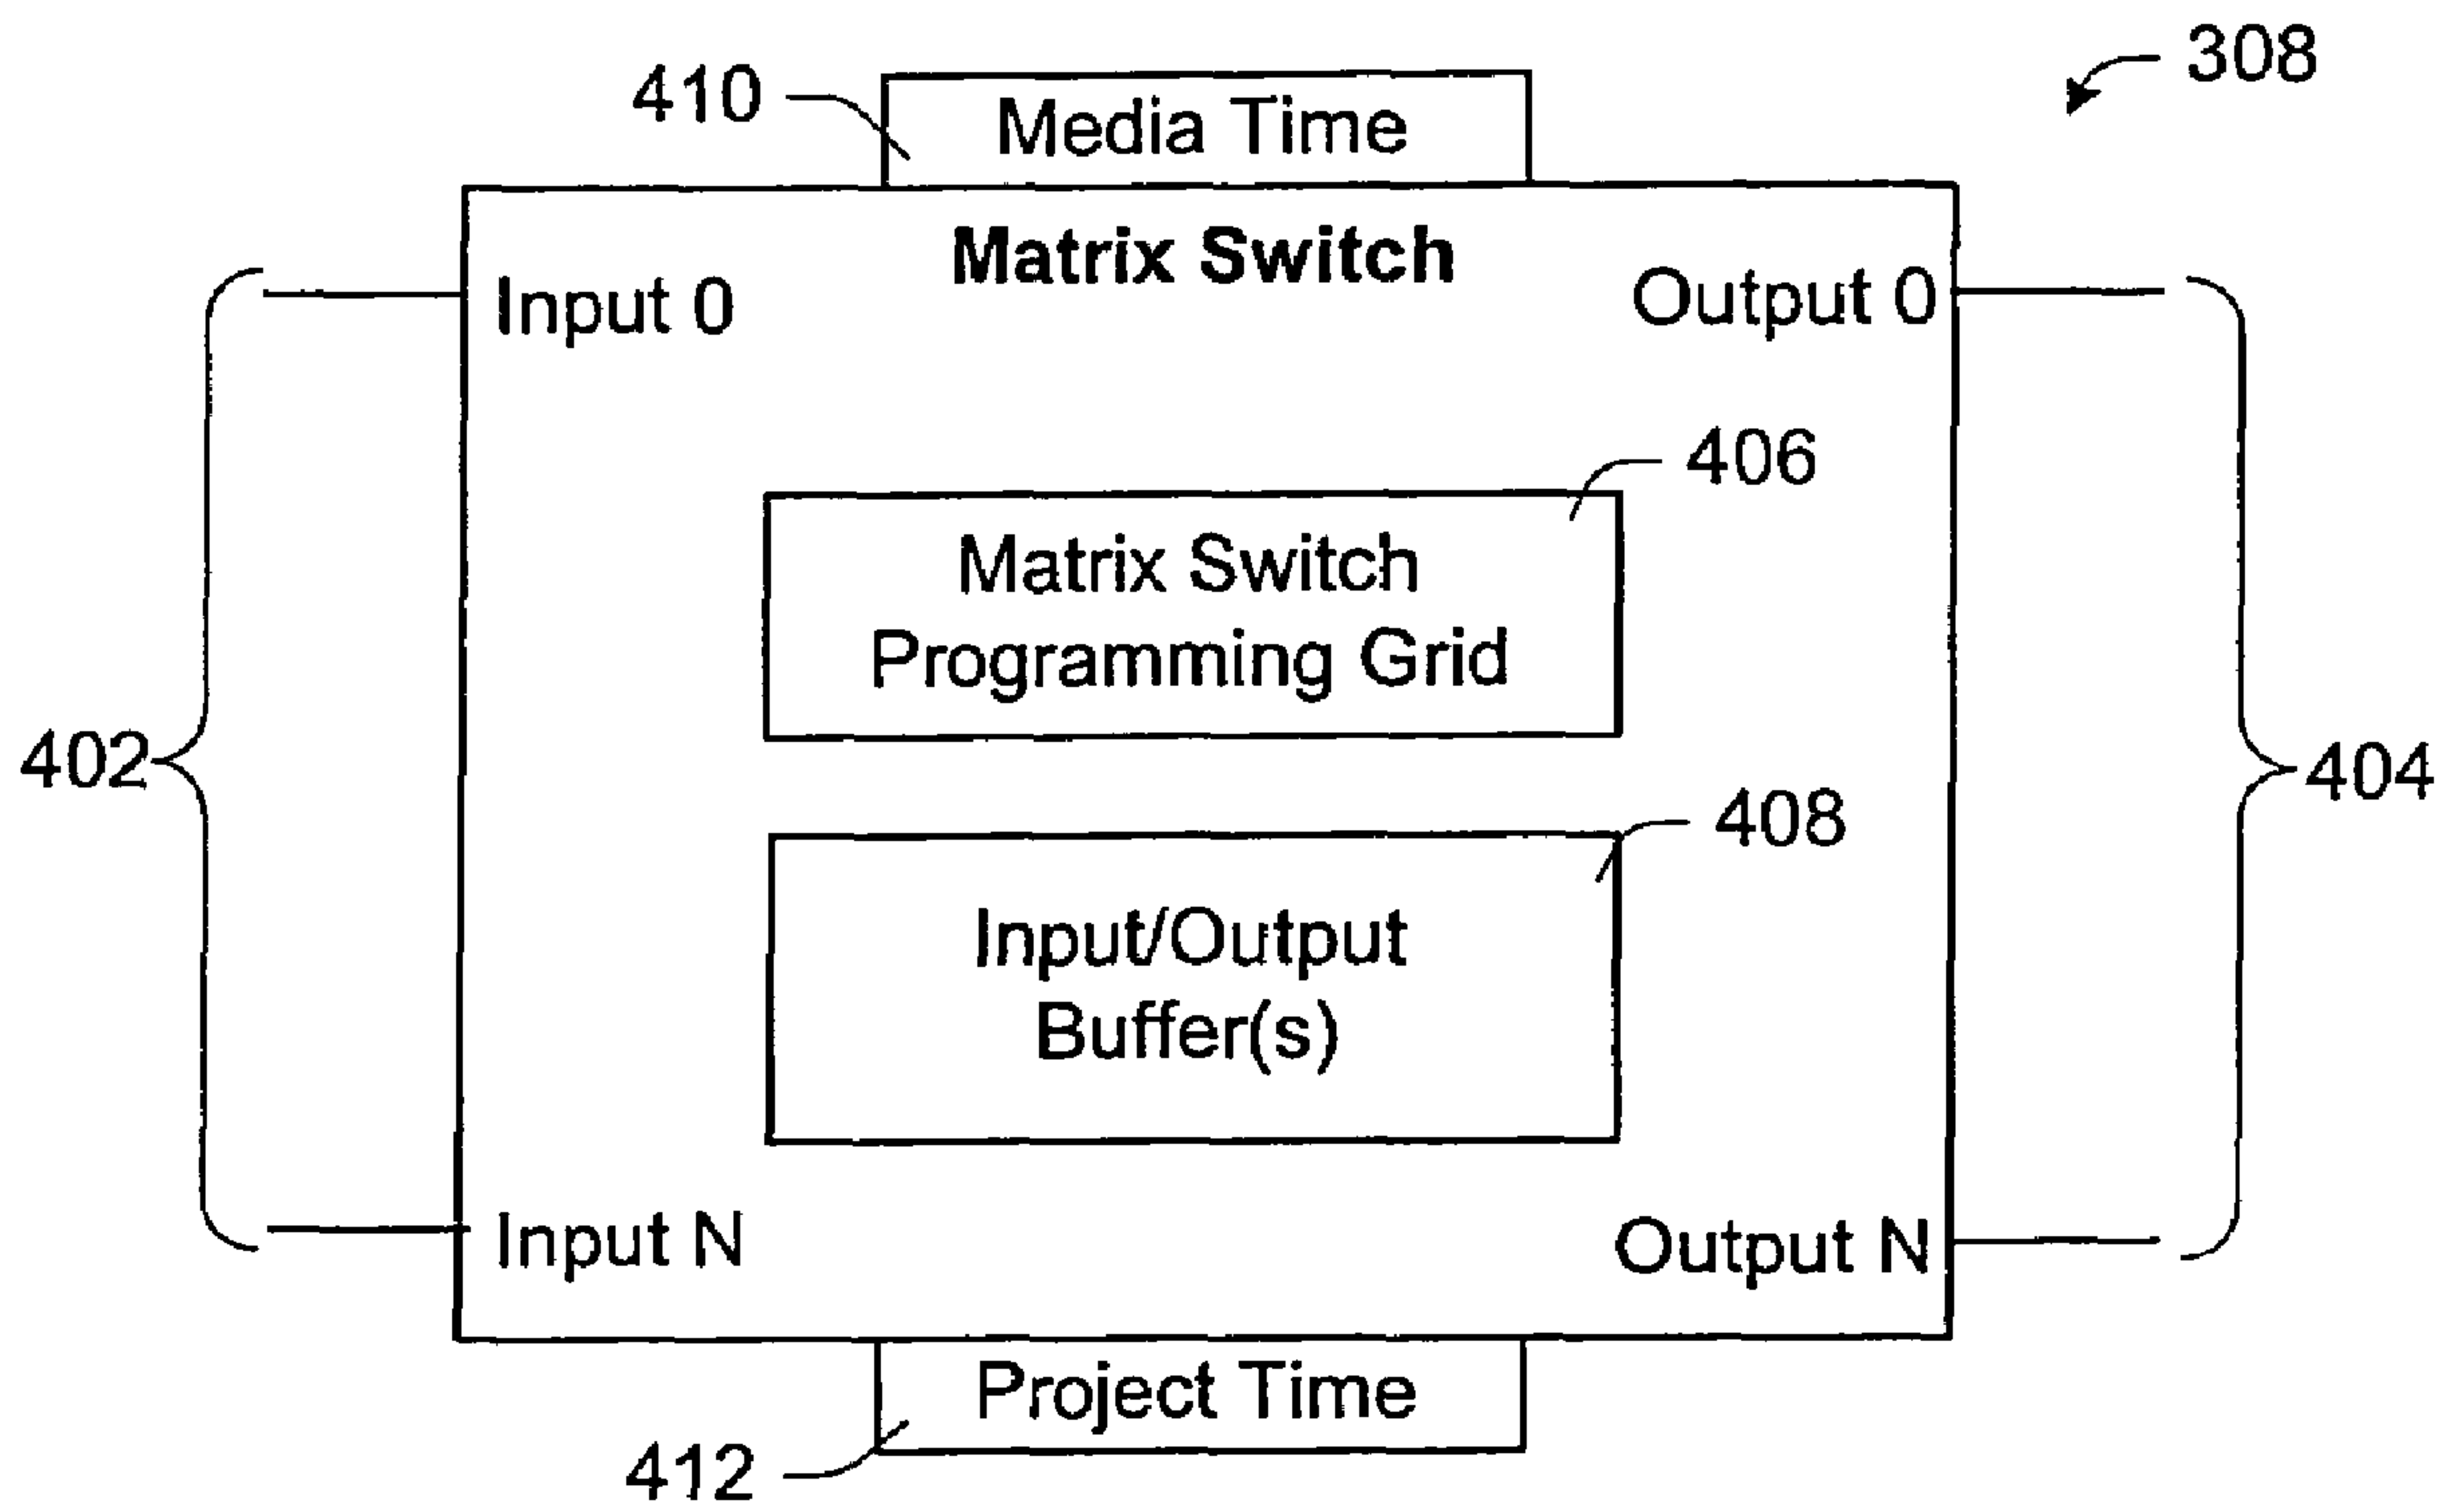 308
410
Media Time
Matrix Switch
Input 0
Output 0
406
Matrix Switch
Programming Grid
402
404
408
Input/Output
Buffer(s)
Input N
Output N
Project Time
412